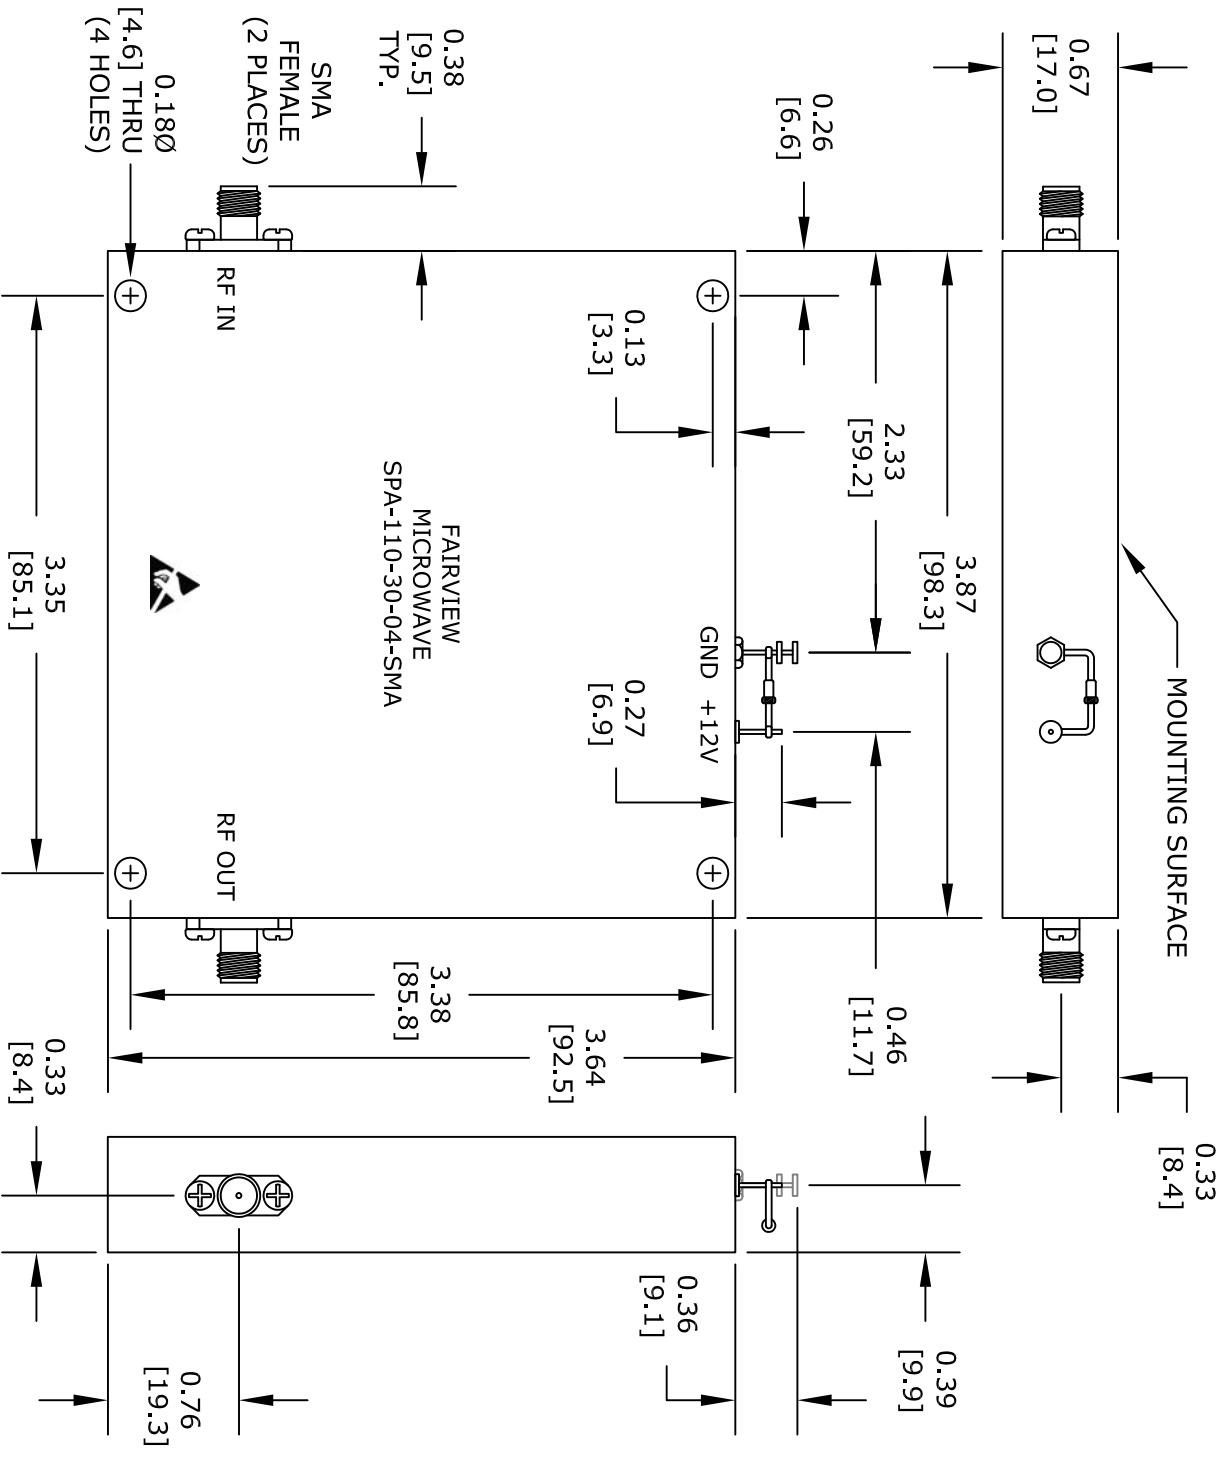 MOUNTING SURFACE
0.67
[17.0]
0.33
[8.4]
0.26
[6.6]
2.33
[59.2]
3.87
[98.3]
0.46
[11.7]
0.39
[9.9]
0.38
[9.5]
TYP.
0.13
[3.3]
0.27
[6.9]
0.36
[9.1]
GND +12V
SMA
FEMALE
(2 PLACES)
FAIRVIEW
MICROWAVE
SPA-110-30-04-SMA
3.38
[85.8]
3.64
[92.5]
RF IN
RF OUT
0.18Ø
[4.6] THRU
(4 HOLES)
0.76
[19.3]
3.35
[85.1]
0.33
[8.4]